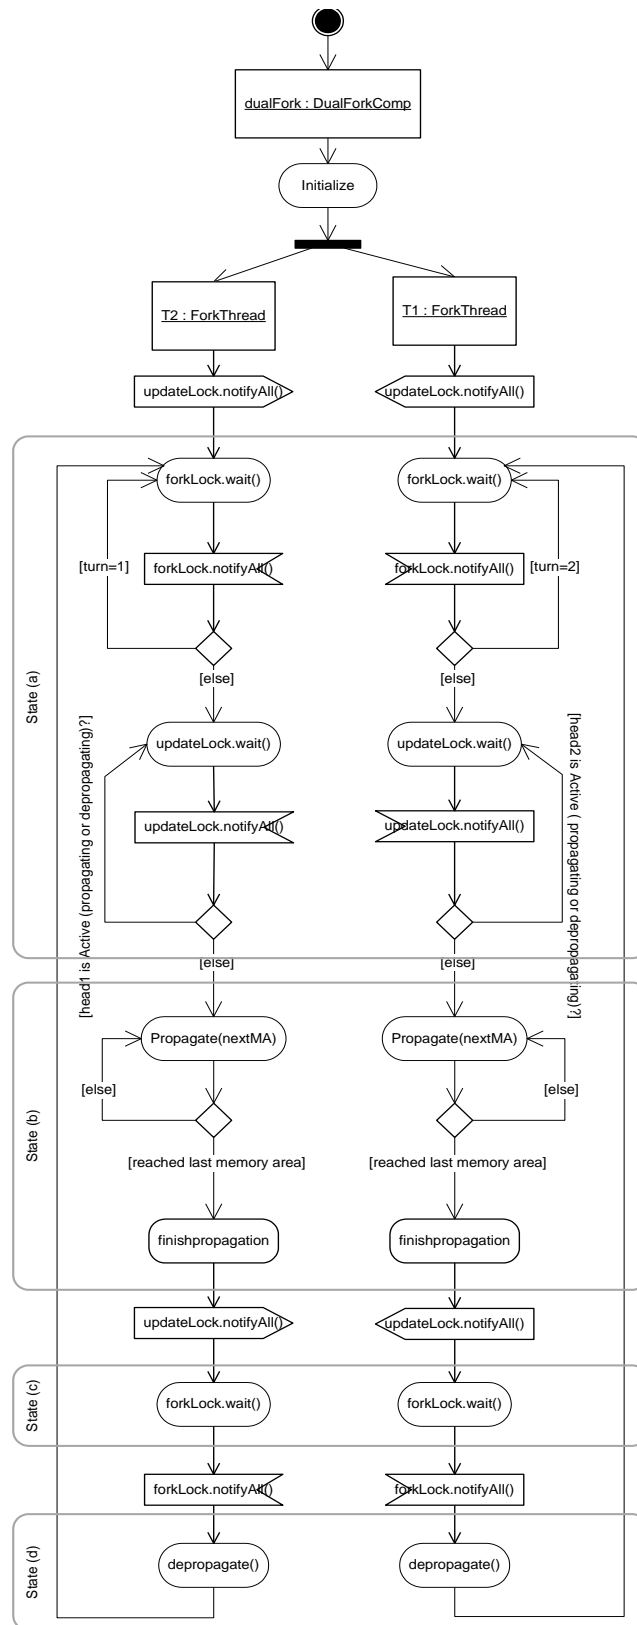 dualFork : DualForkComp
Initialize
T2 : ForkThread
T1 : ForkThread
updateLock.notifyAll()
updateLock.notifyAll()
State (a)
forkLock.wait()
forkLock.wait()
[turn=1]
forkLock.notifyAll()
forkLock.notifyAll()
[turn=2]
[else]
[else]
updateLock.wait()
updateLock.wait()
[head1 is Active (propagating or depropagating)?]
[head2 is Active ( propagating or depropagating)?]
updateLock.notifyAll()
updateLock.notifyAll()
[else]
[else]
State (b)
Propagate(nextMA)
Propagate(nextMA)
[else]
[else]
[reached last memory area]
[reached last memory area]
finishpropagation
finishpropagation
updateLock.notifyAll()
updateLock.notifyAll()
State (c)
forkLock.wait()
forkLock.wait()
forkLock.notifyAll()
forkLock.notifyAll()
State (d)
depropagate()
depropagate()